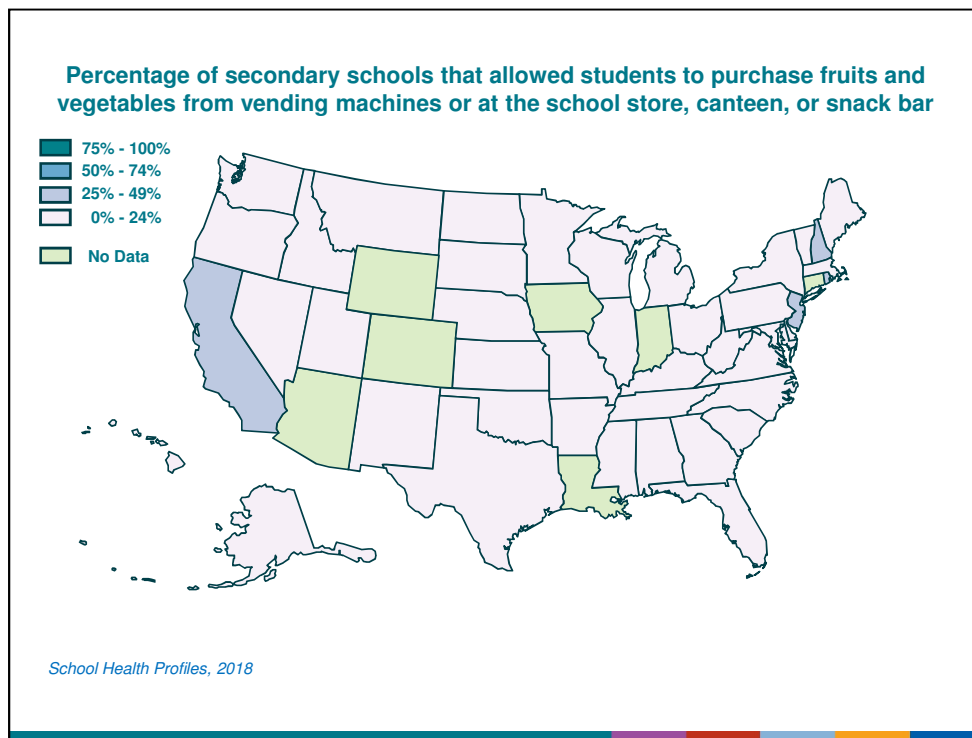 Percentage of secondary schools that allowed students to purchase fruits and
vegetables from vending machines or at the school store, canteen, or snack bar
75% - 100%
50% - 74%
25% - 49%
0% - 24%
No Data
School Health Profiles, 2018